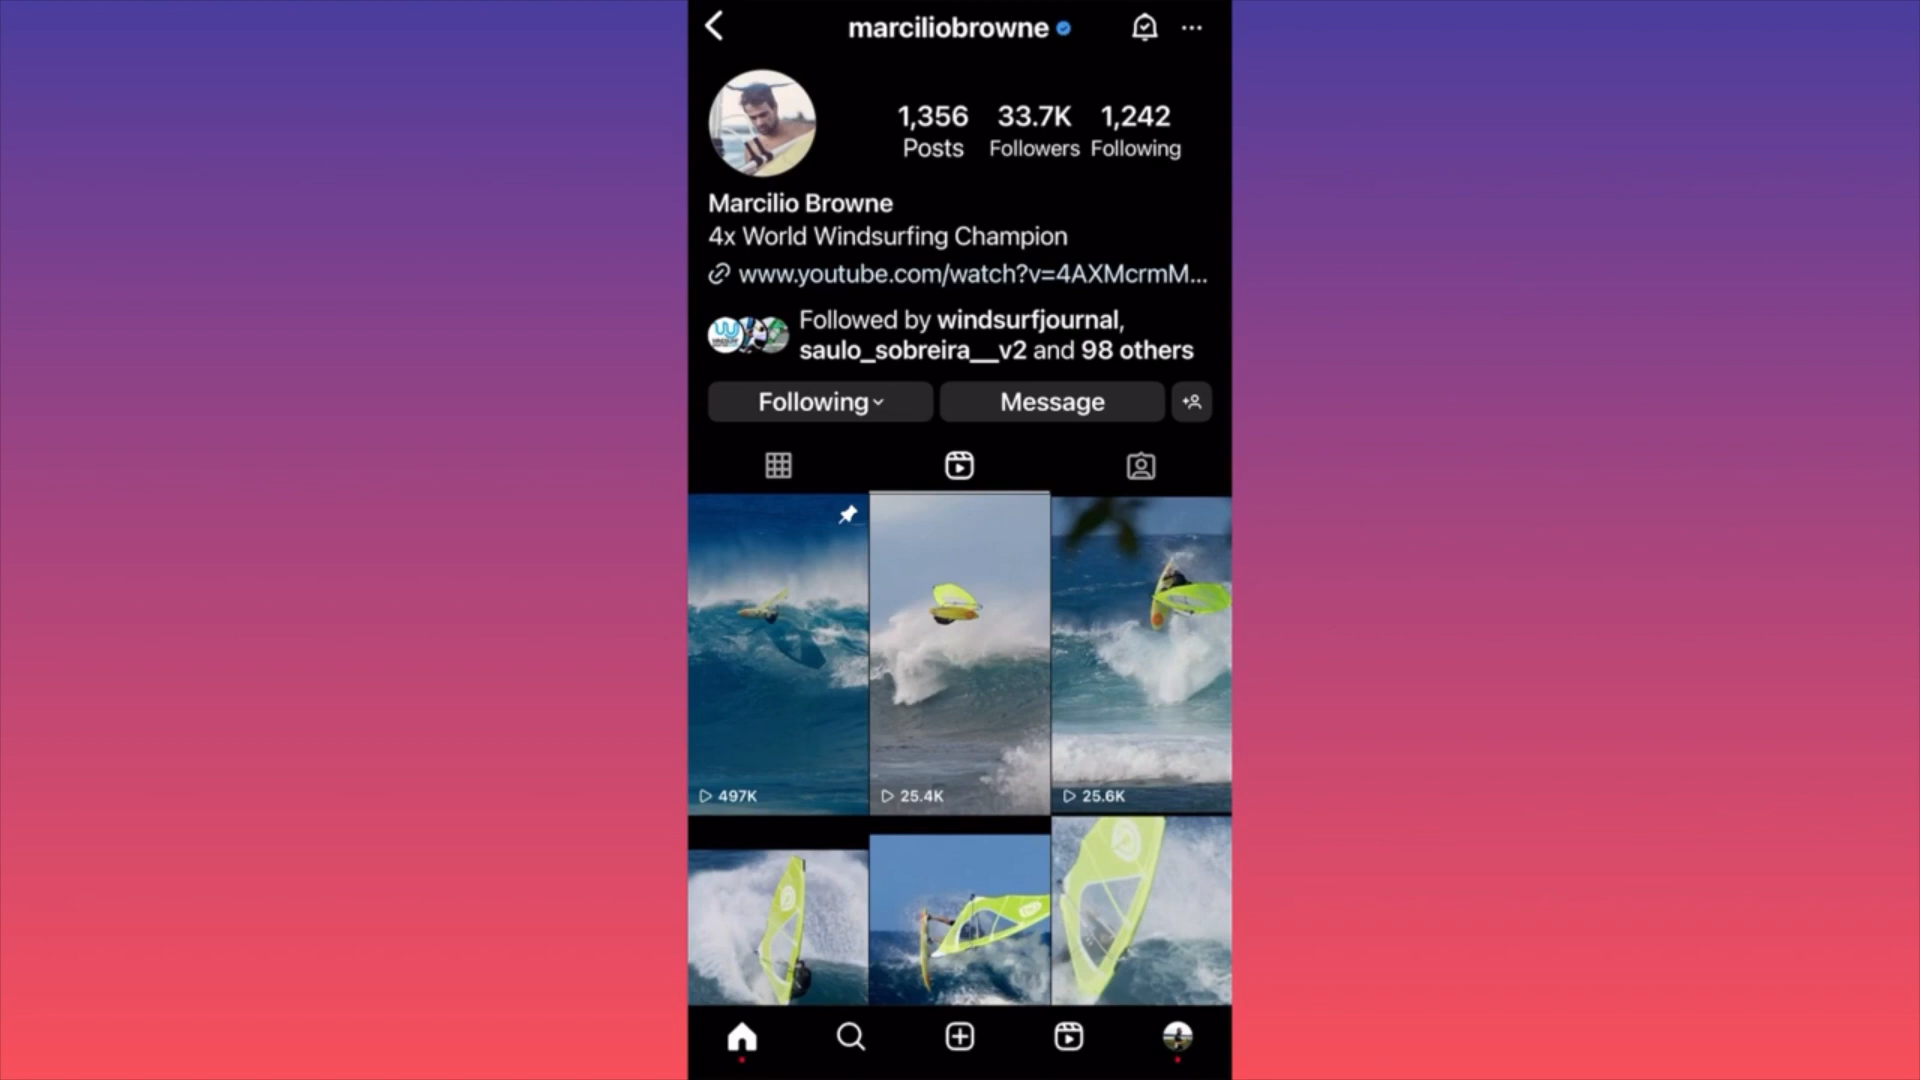 marciliobrowne
1,356 33.7K 1,242
Posts Followers Following
Marcilio Browne
4x World Windsurfing Champion
www.youtube.com/watch?v=4AXMcrmM...
Followed by windsurfjournal,
saulo_sobreira__v2 and 98 others
Following Message
497K 25.4K 25.6K